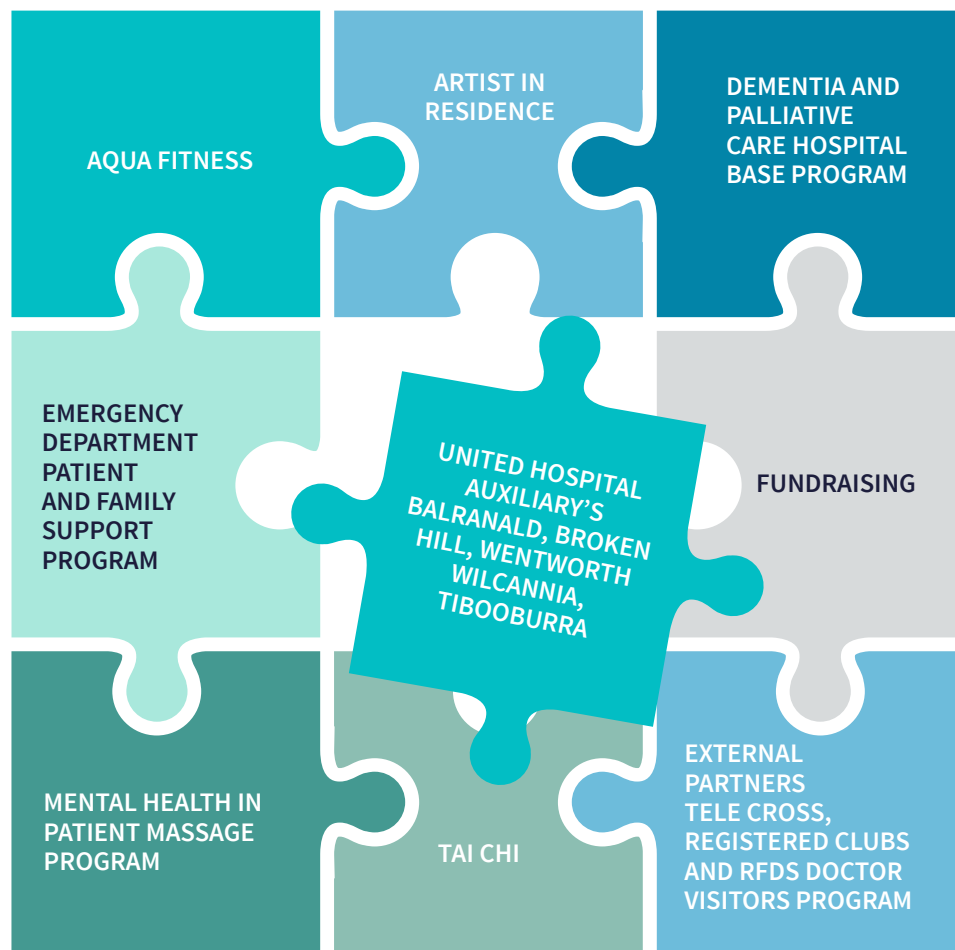 AQUA FITNESS
ARTIST IN
RESIDENCE
DEMENTIA AND
PALLIATIVE
CARE HOSPITAL
BASE PROGRAM
EMERGENCY
DEPARTMENT
PATIENT
AND FAMILY
SUPPORT
PROGRAM
UNITED HOSPITAL
AUXILIARY’S
BALRANALD, BROKEN
HILL, WENTWORTH
WILCANNIA,
TIBOOBURRA
FUNDRAISING
MENTAL HEALTH IN
PATIENT MASSAGE
PROGRAM
TAI CHI
EXTERNAL
PARTNERS
TELE CROSS,
REGISTERED CLUBS
AND RFDS DOCTOR
VISITORS PROGRAM